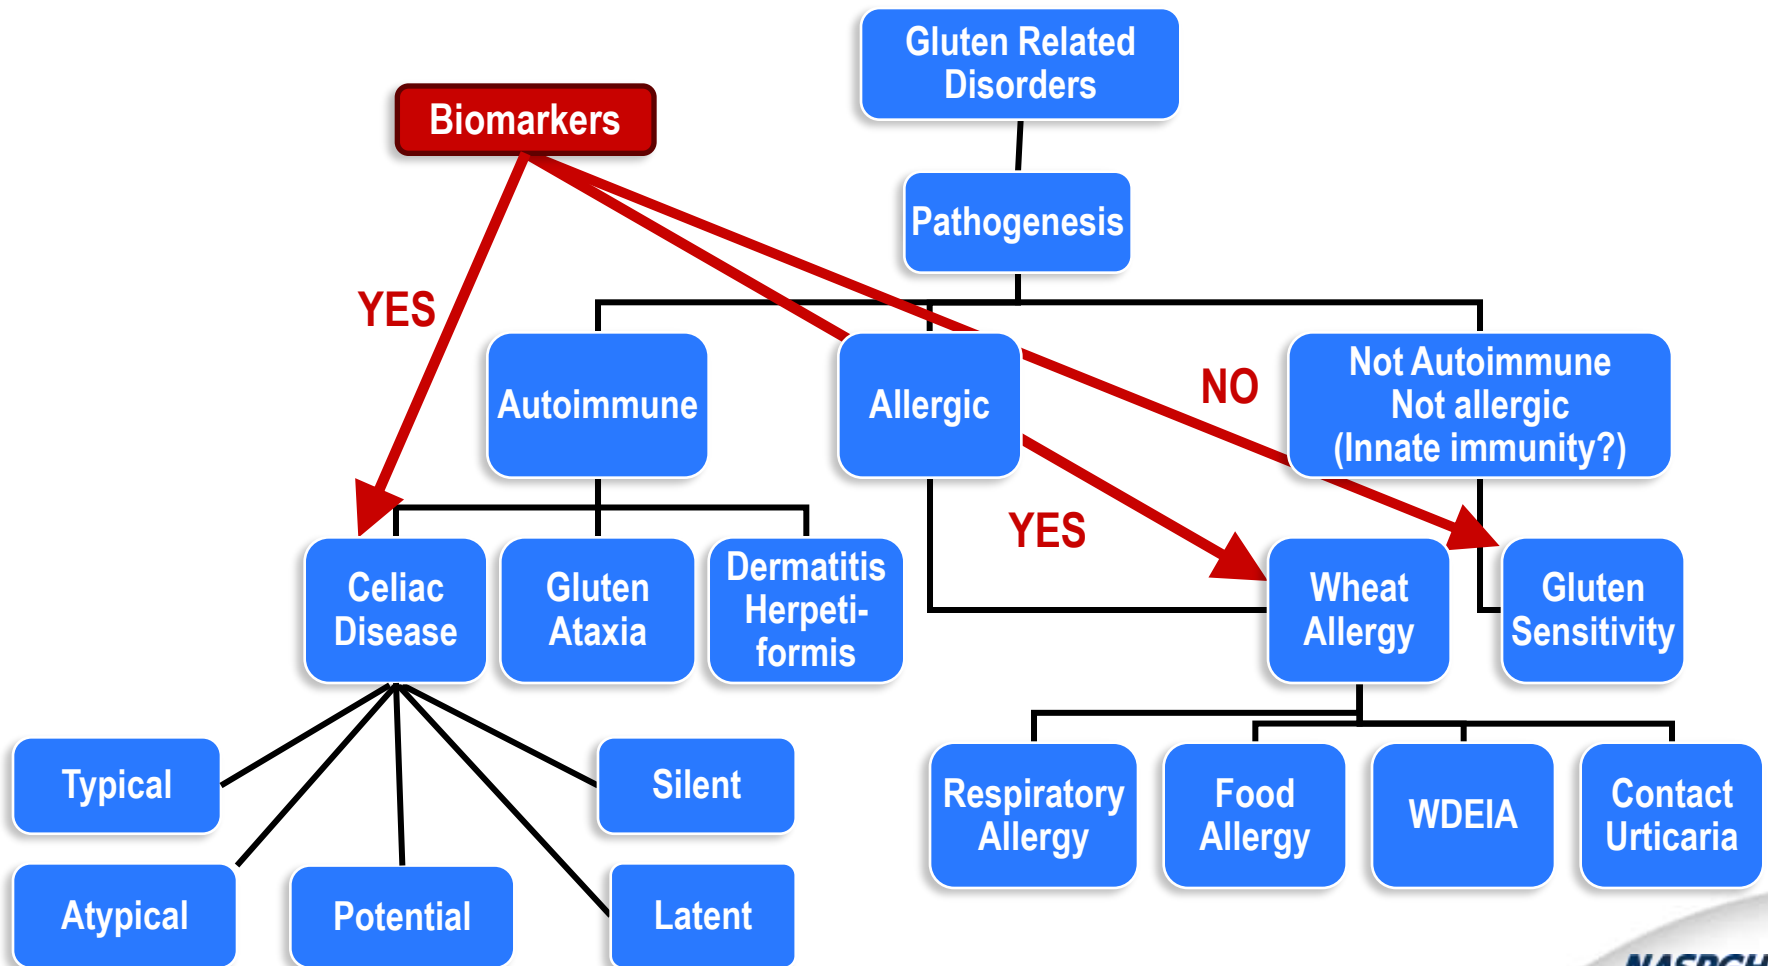 Gluten Related
Disorders
Biomarkers
Pathogenesis
YES
Autoimmune
Allergic
NO
Not Autoimmune
Not allergic
(Innate immunity?)
YES
Celiac
Disease
Gluten
Ataxia
Dermatitis
Herpeti-
formis
Wheat
Allergy
Gluten
Sensitivity
Typical
Silent
Atypical
Potential
Latent
Respiratory
Allergy
Food
Allergy
WDEIA
Contact
Urticaria